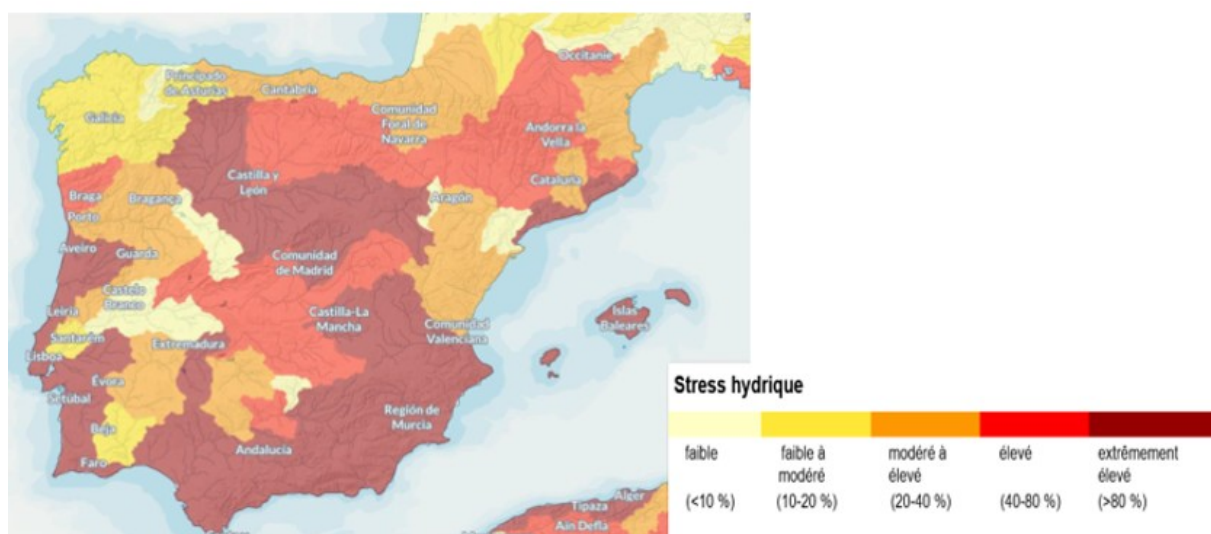 Occitanie
Principado
de Asturias
Cantabria
Galicia
Comunidad
Foral de
Navarra
Andorra la
Vella
Castilla y
León
Cataluña
Braga
Bragança
Aragón
Porto
Aveiro
Guarda
Comunidad
de Madrid
Castelo
Branco
Leiria
Castilla-La
Mancha
Islas
Baleares
Santarém
Extremadura
Comunidad
Valenciana
Lisboa
Évora
Setúbal
Beja
Región de
Murcia
Andalucía
Faro
Alger
Tipaza
Aïn Defla
Stress hydrique
faible
faible à
modéré
modéré à
élevé
élevé
extrêmement
élevé
(<10 %)
(10-20 %)
(20-40 %)
(40-80 %)
(>80 %)